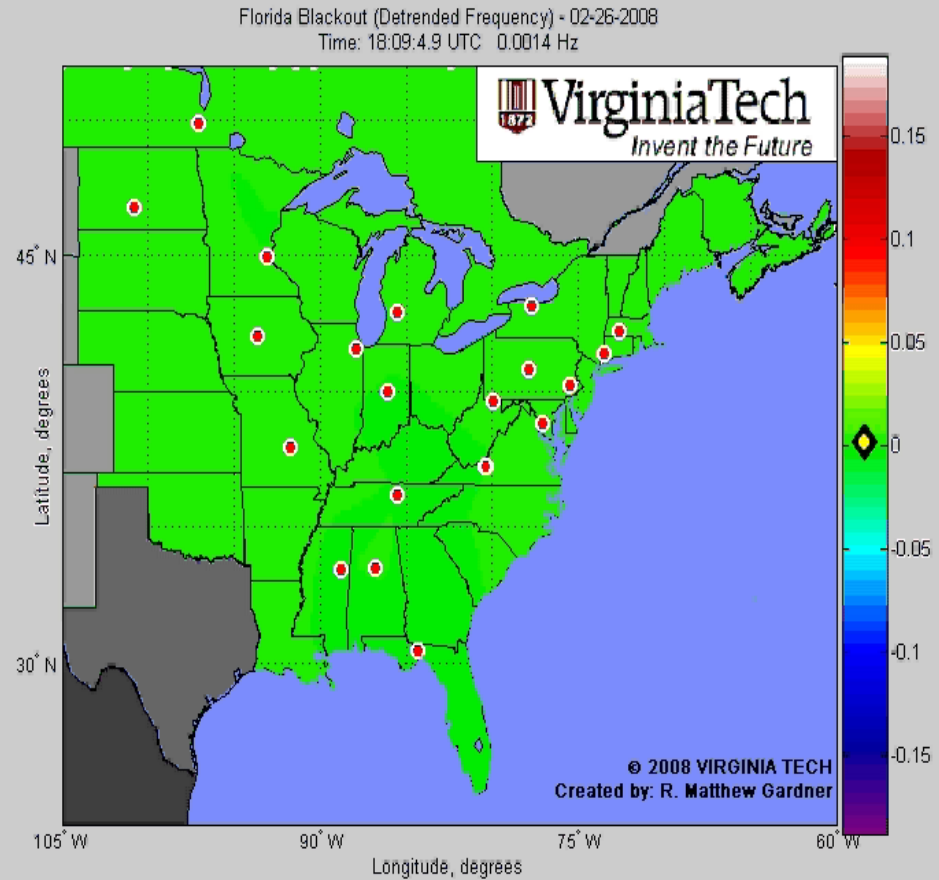 Florida Blackout (Detrended Frequency) - 02-26-2008
Time: 18:09:4.9 UTC 0.0014 Hz
1872
VirginiaTech
Invent the Future
0.15
0.1
0.05
0
-0.05
-0.1
-0.15
45° N
30° N
Latitude, degrees
© 2008 VIRGINIA TECH
Created by: R. Matthew Gardner
105° W
90° W
75° W
60° W
Longitude, degrees